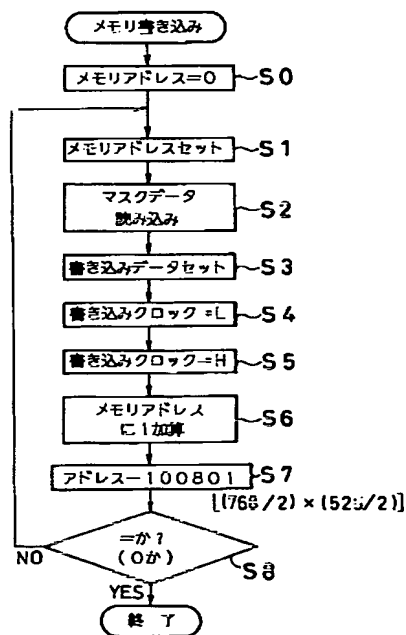 メモリ書き込み
メモリアドレス=0 S0
メモリアドレスセット S1
マスクデータ
読み込み S2
書き込みデータセット S3
書き込みクロック=L S4
書き込みクロック=H S5
メモリアドレス
に1加算 S6
アドレス−100801 S7
[(768/2)×(525/2)]
=か?
(0か) S8
NO
YES
終了